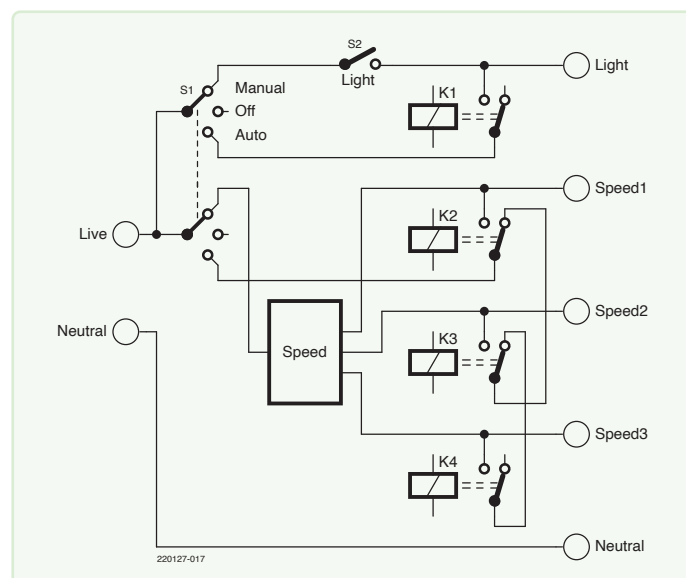 S2
Light
Light
S1
Manual
Off
Auto
K1
Speed1
K2
Live
Speed2
Neutral
K3
Speed
Speed3
K4
Neutral
220127-017